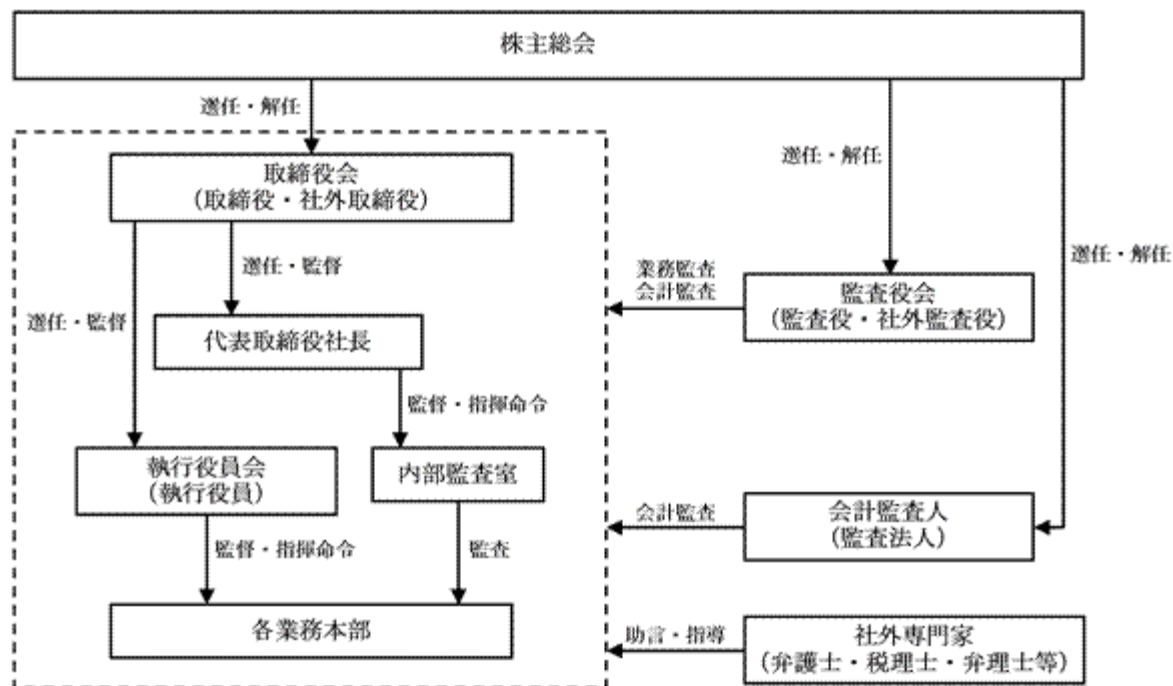 株主総会
選任・解任
取締役会
(取締役・社外取締役)
選任・解任
選任・監督
業務監査
会計監査
監査役会
(監査役・社外監査役)
選任・解任
選任・監督
代表取締役社長
監督・指揮命令
執行役員会
(執行役員)
内部監査室
会計監査
会計監査人
(監査法人)
監督・指揮命令
監査
各業務本部
助言・指導
社外専門家
(弁護士・税理士・弁理士等)